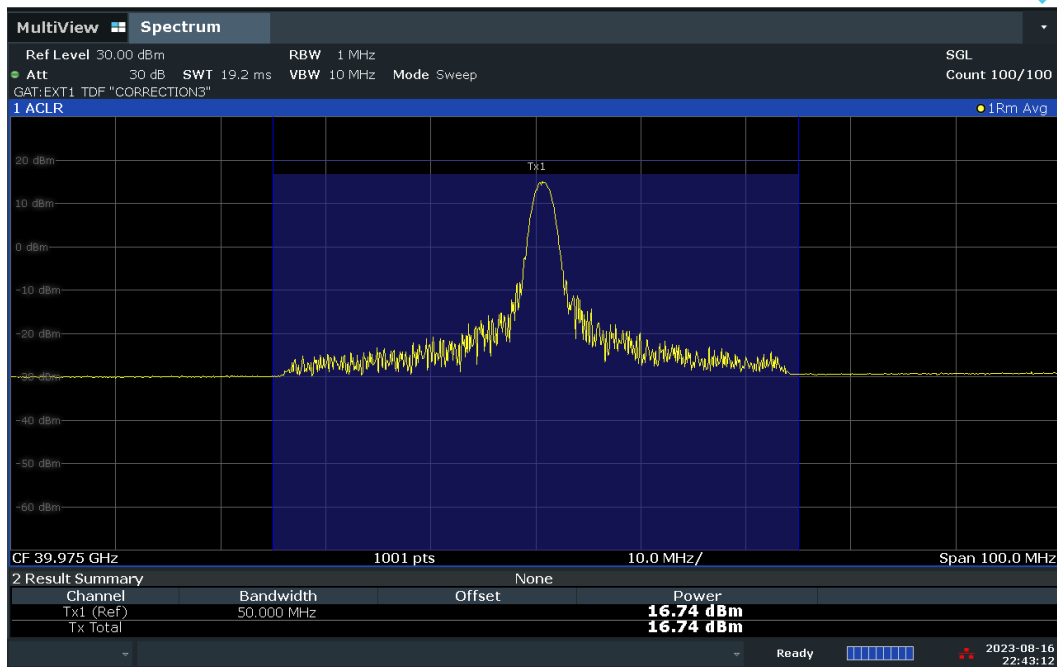 MultiView Spectrum
Ref Level 30.00 dBm RBW 1 MHz SGL
Att 30 dB SWT 19.2 ms VBW 10 MHz Mode Sweep Count 100/100
GAT:EXT1 TDF "CORRECTION3"
1 ACLR 1Rm Avg
20 dBm
Tx1
10 dBm
0 dBm
-10 dBm
-20 dBm
-30 dBm
-40 dBm
-50 dBm
-60 dBm
CF 39.975 GHz 1001 pts 10.0 MHz/ Span 100.0 MHz
2 Result Summary None
Channel Bandwidth Offset Power
Tx1 (Ref) 50.000 MHz 16.74 dBm
Tx Total 16.74 dBm
Ready 2023-08-16
22:43:12